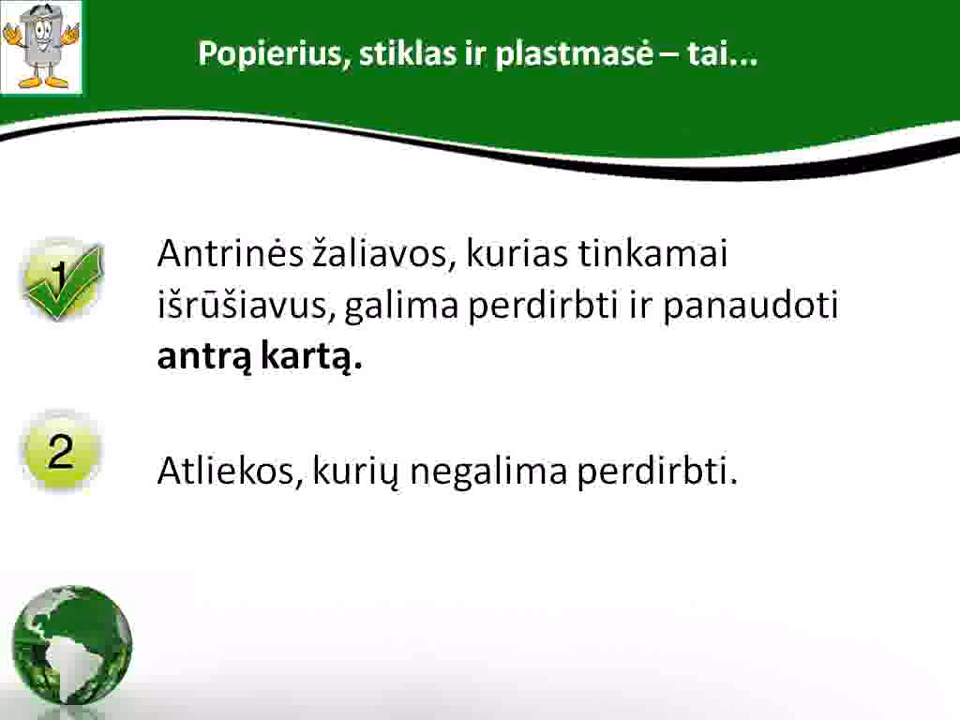 Popierius, stiklas ir plastmasė – tai...
1
Antrinės žaliavos, kurias tinkamai
išrūšiavus, galima perdirbti ir panaudoti
antrą kartą.
2
Atliekos, kurių negalima perdirbti.